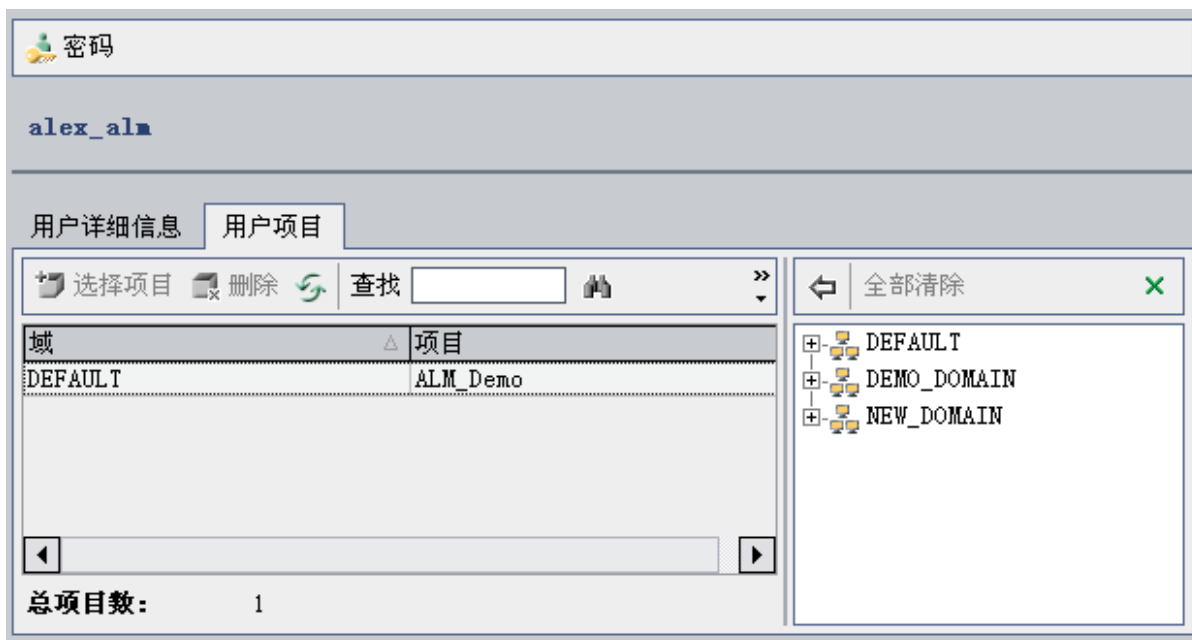 密码
alex_alm
用户详细信息 用户项目
选择项目 删除 查找 全部清除
域 项目
DEFAULT ALM_Demo
DEFAULT
DEMO_DOMAIN
NEW_DOMAIN
总项目数: 1